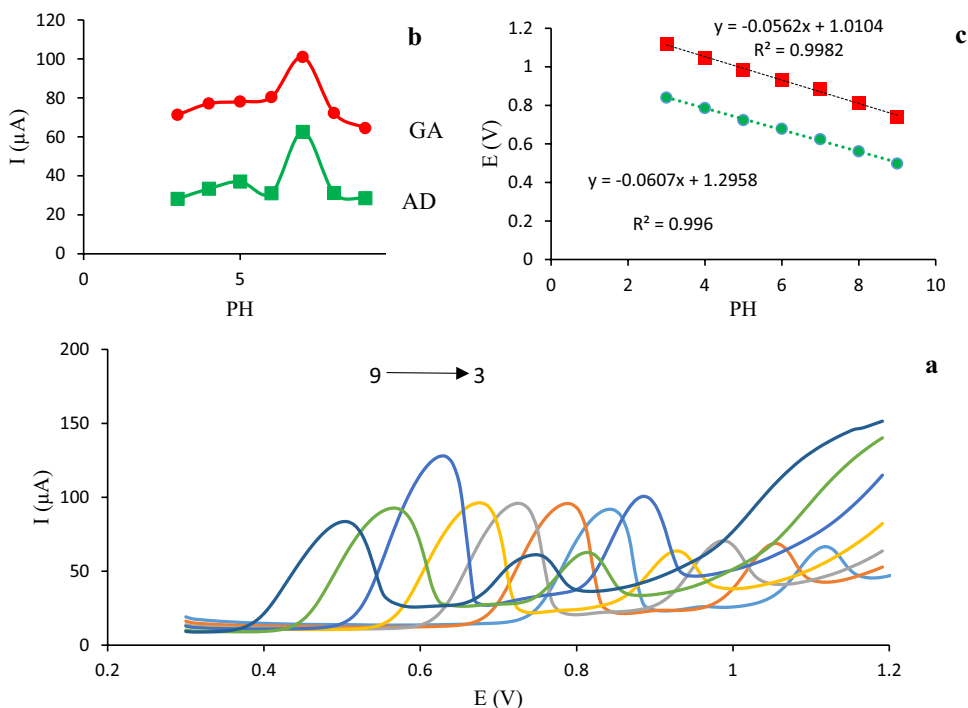 b
I (µA)
120
100
80
60
40
20
0
0
5
PH
GA
AD
c
y = -0.0562x + 1.0104
R² = 0.9982
E (V)
1.2
1
0.8
0.6
0.4
0.2
0
y = -0.0607x + 1.2958
R² = 0.996
0
2
4
6
8
10
PH
a
9
3
I (µA)
200
150
100
50
0
0.2
0.4
0.6
0.8
1
1.2
E (V)